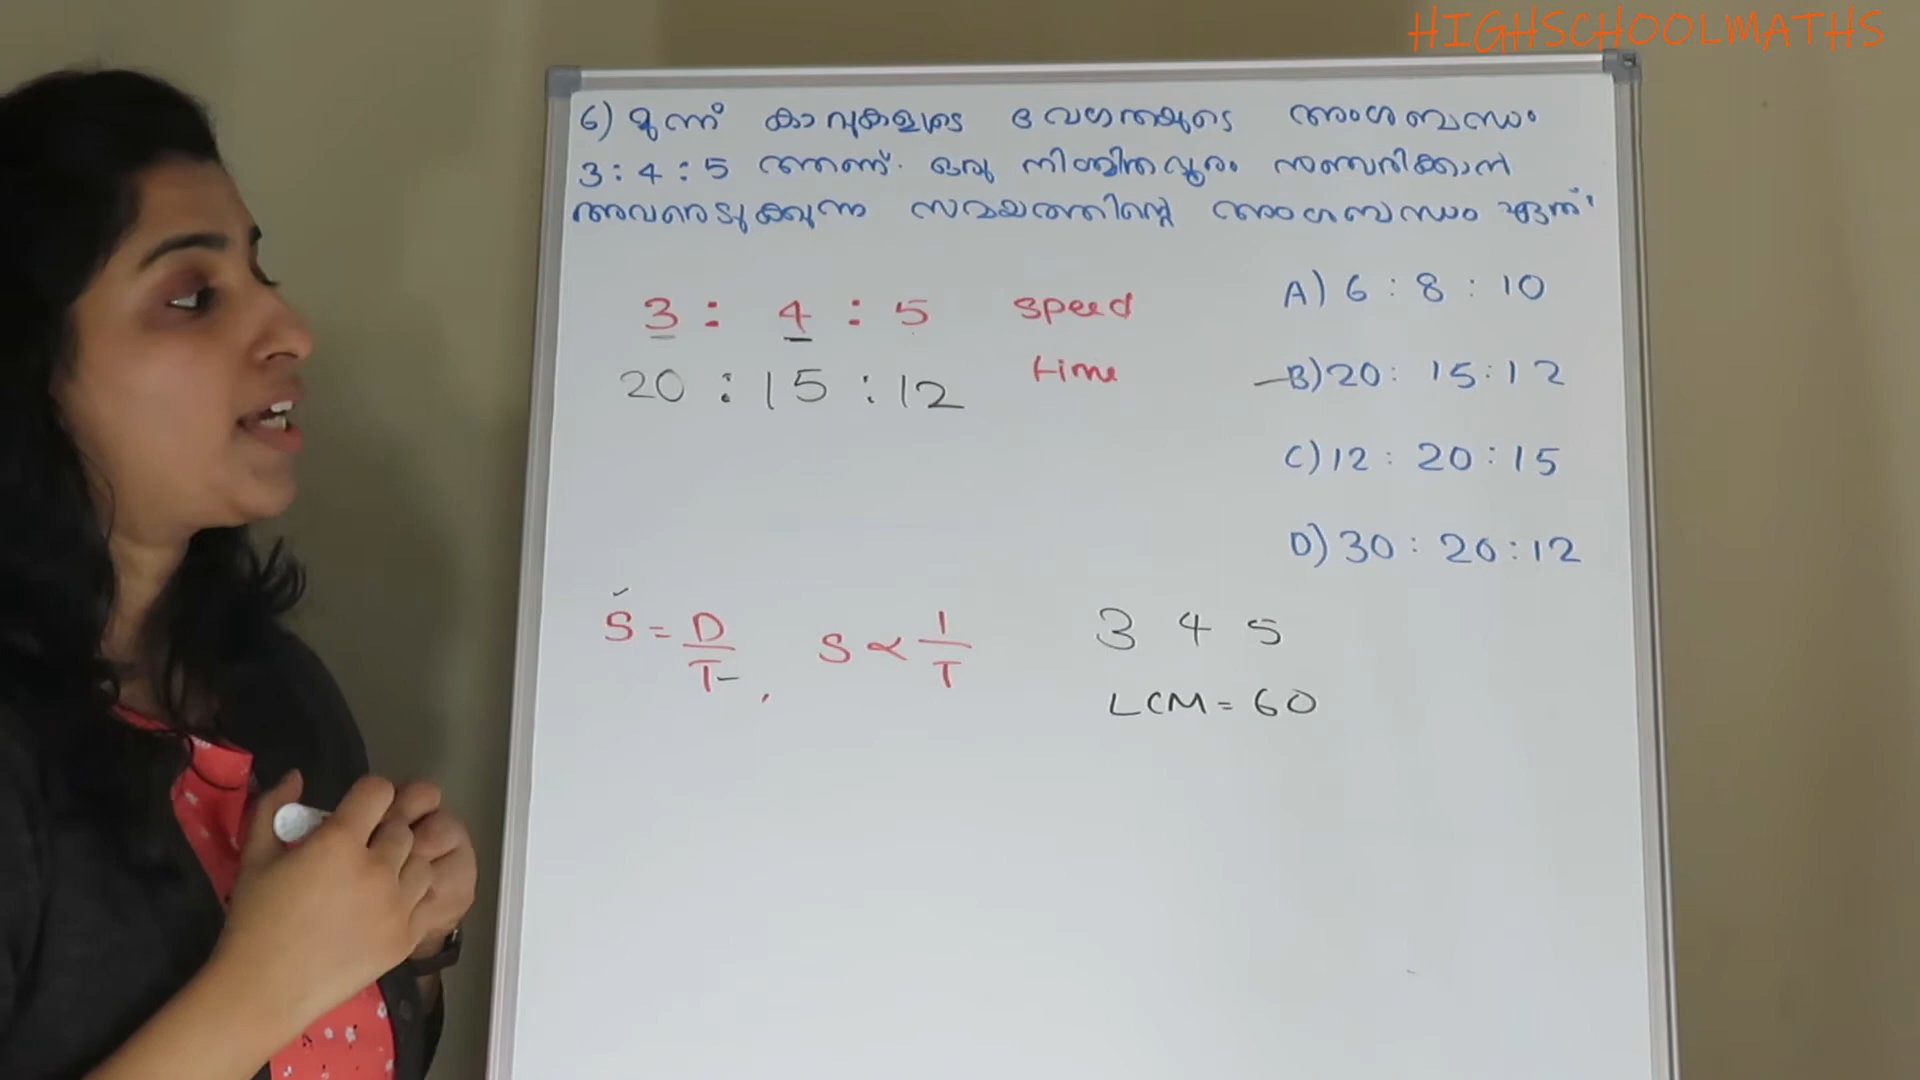 HIGHSCHOOLMATHS
6) മൂന്ന് കാറുകളുടെ വേഗതയുടെ അംശബന്ധം
3 : 4 : 5 ആണ്. ഒരു നിശ്ചിതദൂരം സഞ്ചരിക്കാൻ
അവരെടുക്കുന്ന സമയത്തിന്റെ അംശബന്ധം ഏത്?
3 : 4 : 5 speed
20 : 15 : 12 time
A) 6 : 8 : 10
B) 20 : 15 : 12
C) 12 : 20 : 15
D) 30 : 20 : 12
S = D/T, S ∝ 1/T
3 4 5
LCM = 60